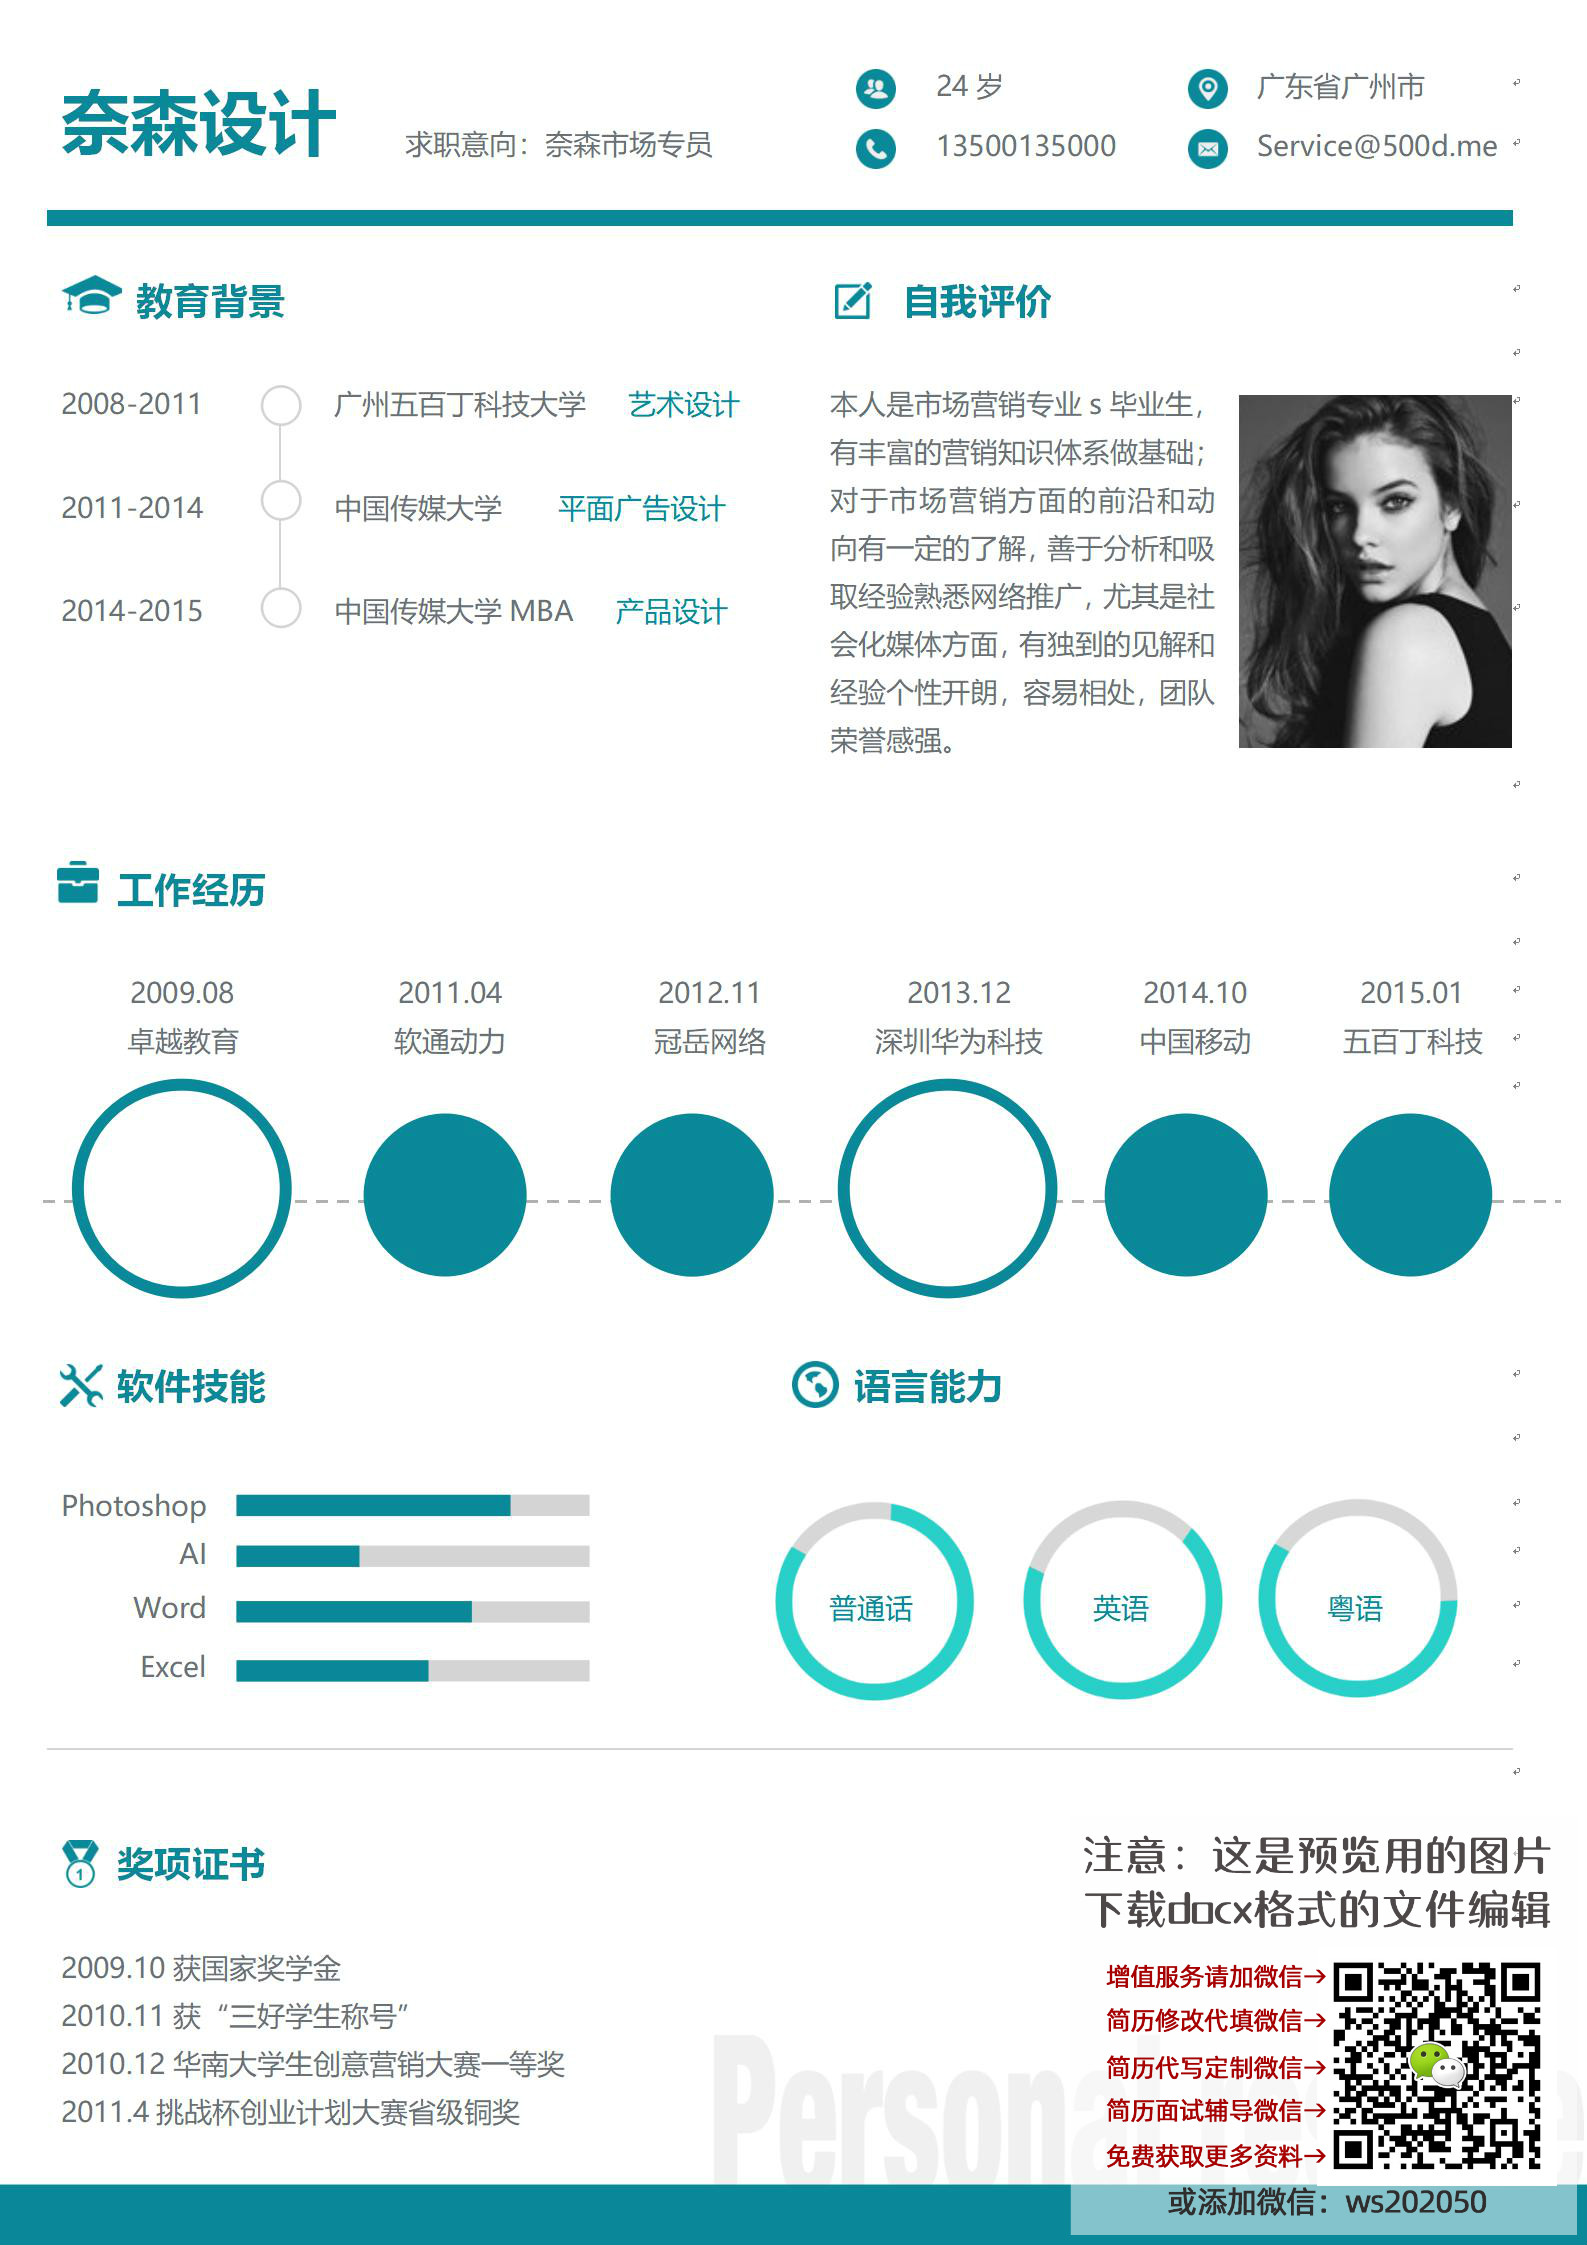 奈森设计
求职意向：奈森市场专员
24 岁
广东省广州市
13500135000
Service@500d.me
教育背景
2008-2011 广州五百丁科技大学 艺术设计
2011-2014 中国传媒大学 平面广告设计
2014-2015 中国传媒大学 MBA 产品设计
自我评价
本人是市场营销专业 s 毕业生，
有丰富的营销知识体系做基础；
对于市场营销方面的前沿和动
向有一定的了解，善于分析和吸
取经验熟悉网络推广，尤其是社
会化媒体方面，有独到的见解和
经验个性开朗，容易相处，团队
荣誉感强。
工作经历
2009.08 2011.04 2012.11 2013.12 2014.10 2015.01
卓越教育 软通动力 冠岳网络 深圳华为科技 中国移动 五百丁科技
软件技能
Photoshop
AI
Word
Excel
语言能力
普通话 英语 粤语
奖项证书
1
2009.10 获国家奖学金
2010.11 获“三好学生称号”
2010.12 华南大学生创意营销大赛一等奖
2011.4 挑战杯创业计划大赛省级铜奖
Personal
注意：这是预览用的图片
下载docx格式的文件编辑
增值服务请加微信→
简历修改代填微信→
简历代写定制微信→
简历面试辅导微信→
免费获取更多资料→
或添加微信：ws202050